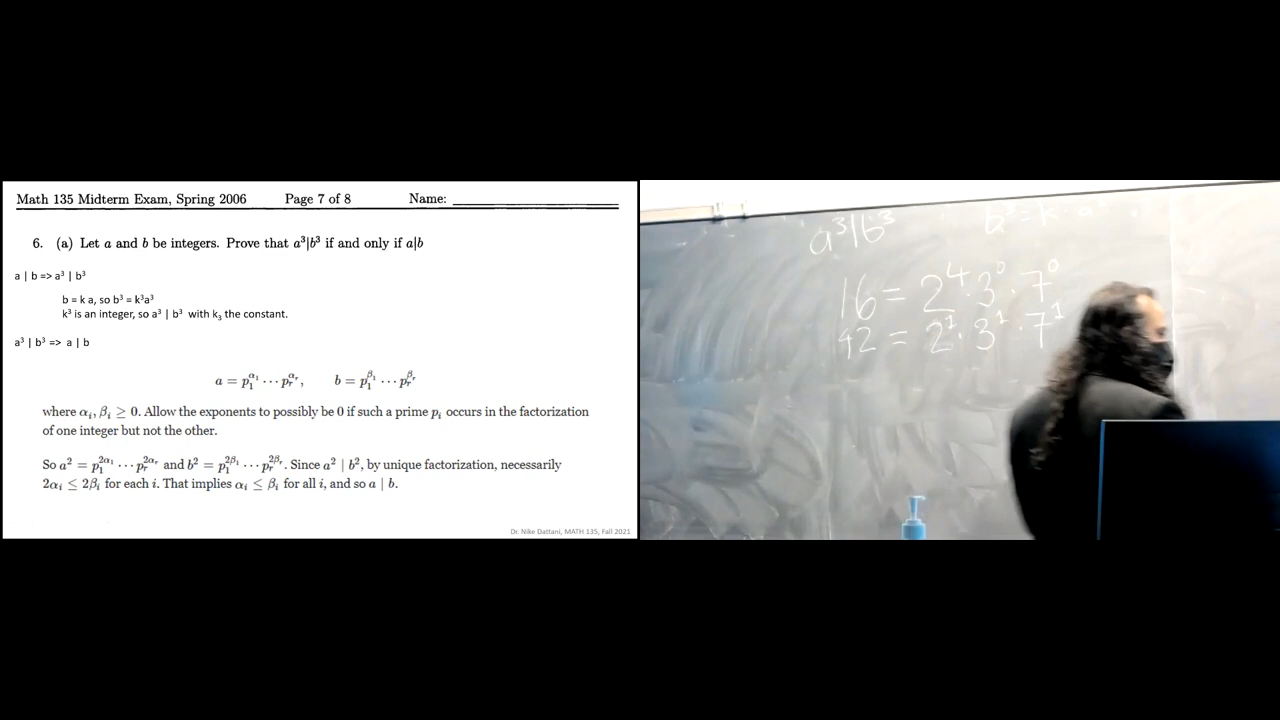 Math 135 Midterm Exam, Spring 2006 Page 7 of 8 Name:
6. (a) Let a and b be integers. Prove that a³|b³ if and only if a|b
a | b => a³ | b³
b = k a, so b³ = k³a³
k³ is an integer, so a³ | b³ with k₃ the constant.
a³ | b³ => a | b
a = p₁^{α₁} ⋯ pᵣ^{αᵣ}, b = p₁^{β₁} ⋯ pᵣ^{βᵣ}
where αᵢ, βᵢ ≥ 0. Allow the exponents to possibly be 0 if such a prime pᵢ occurs in the factorization
of one integer but not the other.
So a² = p₁^{2α₁} ⋯ pᵣ^{2αᵣ} and b² = p₁^{2β₁} ⋯ pᵣ^{2βᵣ}. Since a² | b², by unique factorization, necessarily
2αᵢ ≤ 2βᵢ for each i. That implies αᵢ ≤ βᵢ for all i, and so a | b.
Dr. Nike Dattani, MATH 135, Fall 2021
a³|b³
16 = 2⁴·3⁰·7⁰
42 = 2¹·3¹·7¹